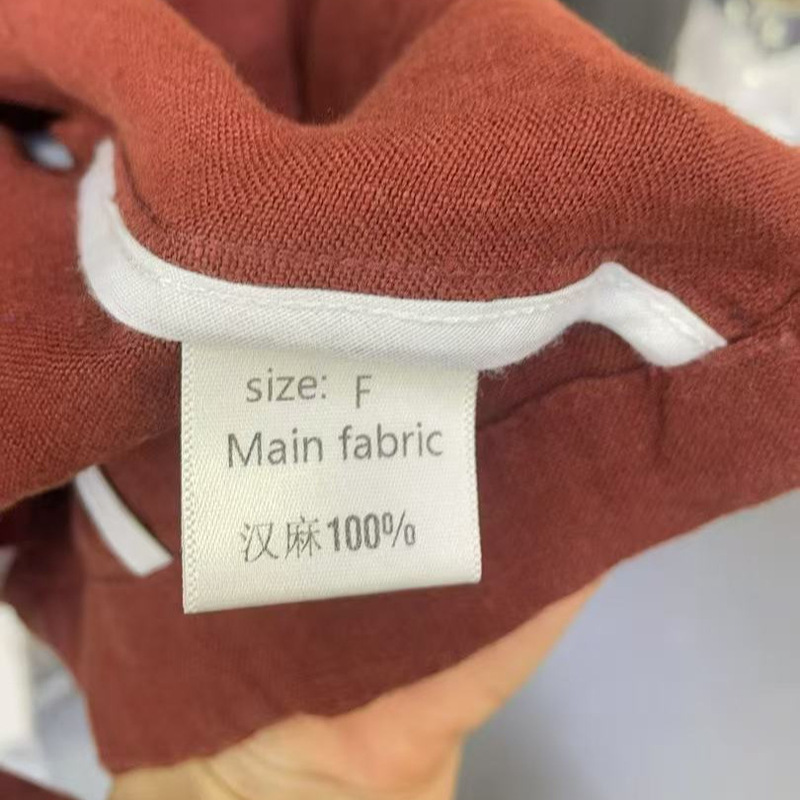 size: F
Main fabric
汉麻100%